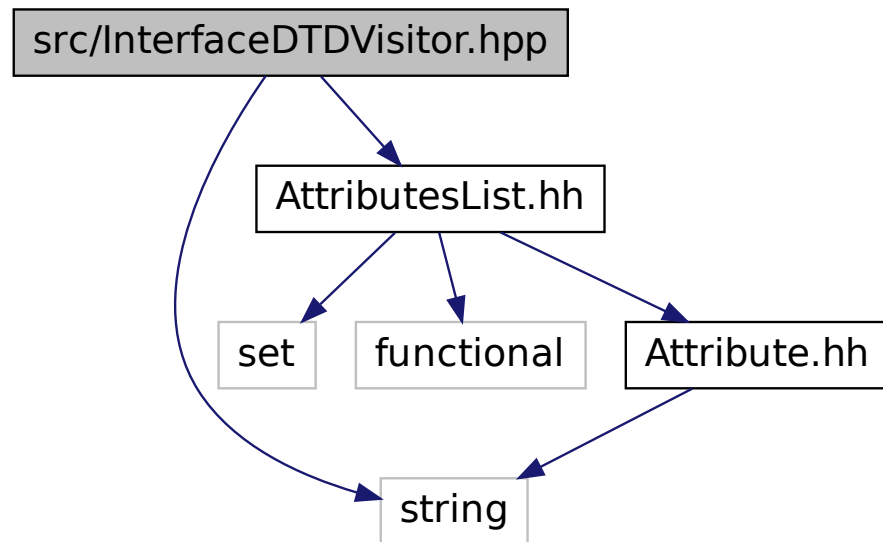 src/InterfaceDTDVisitor.hpp
AttributesList.hh
set
functional
Attribute.hh
string